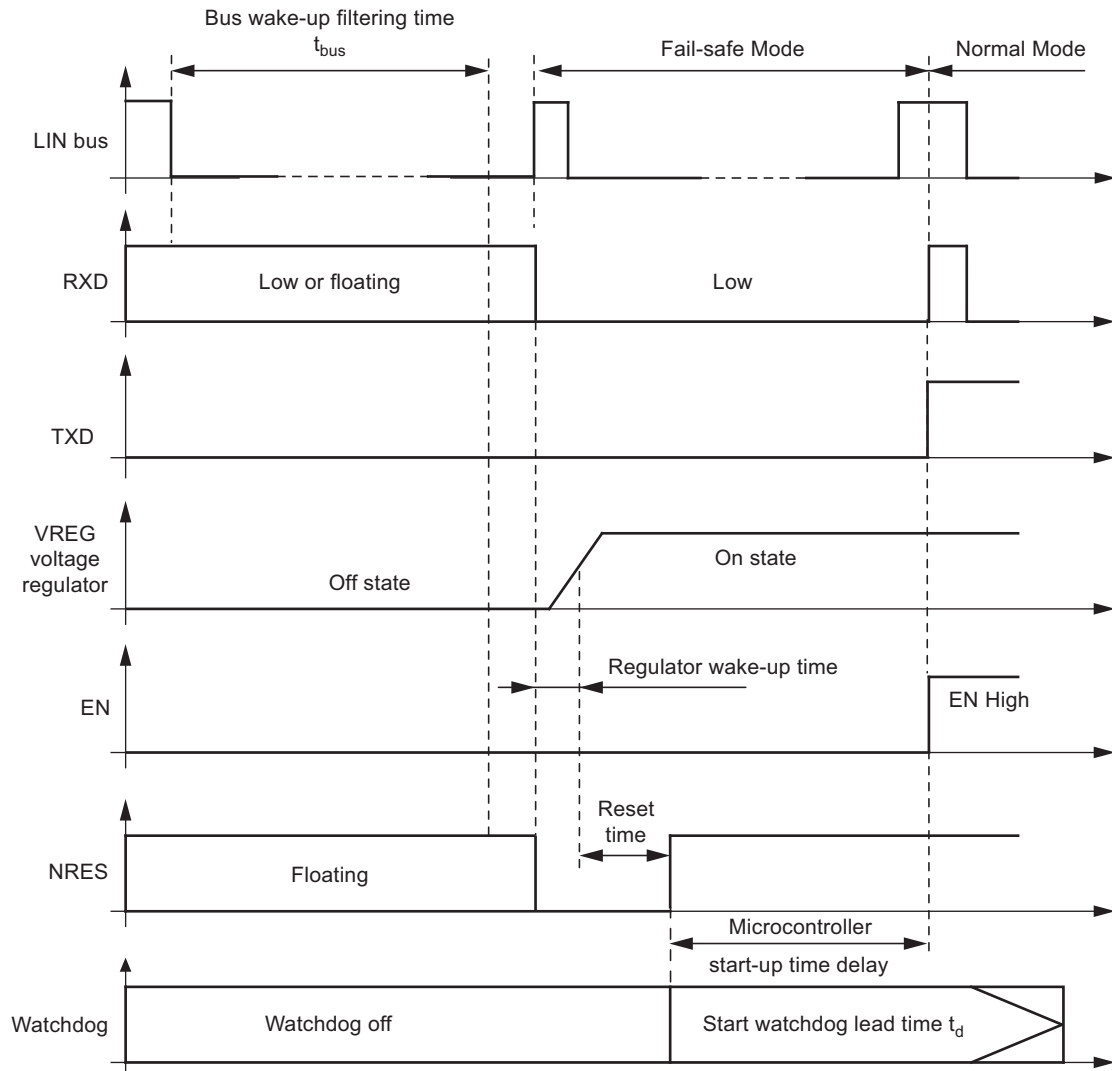 Bus wake-up filtering time
t_bus
Fail-safe Mode
Normal Mode
LIN bus
RXD
Low or floating
Low
TXD
VREG
voltage
regulator
Off state
On state
Regulator wake-up time
EN
EN High
Reset
time
NRES
Floating
Microcontroller
start-up time delay
Watchdog
Watchdog off
Start watchdog lead time t_d